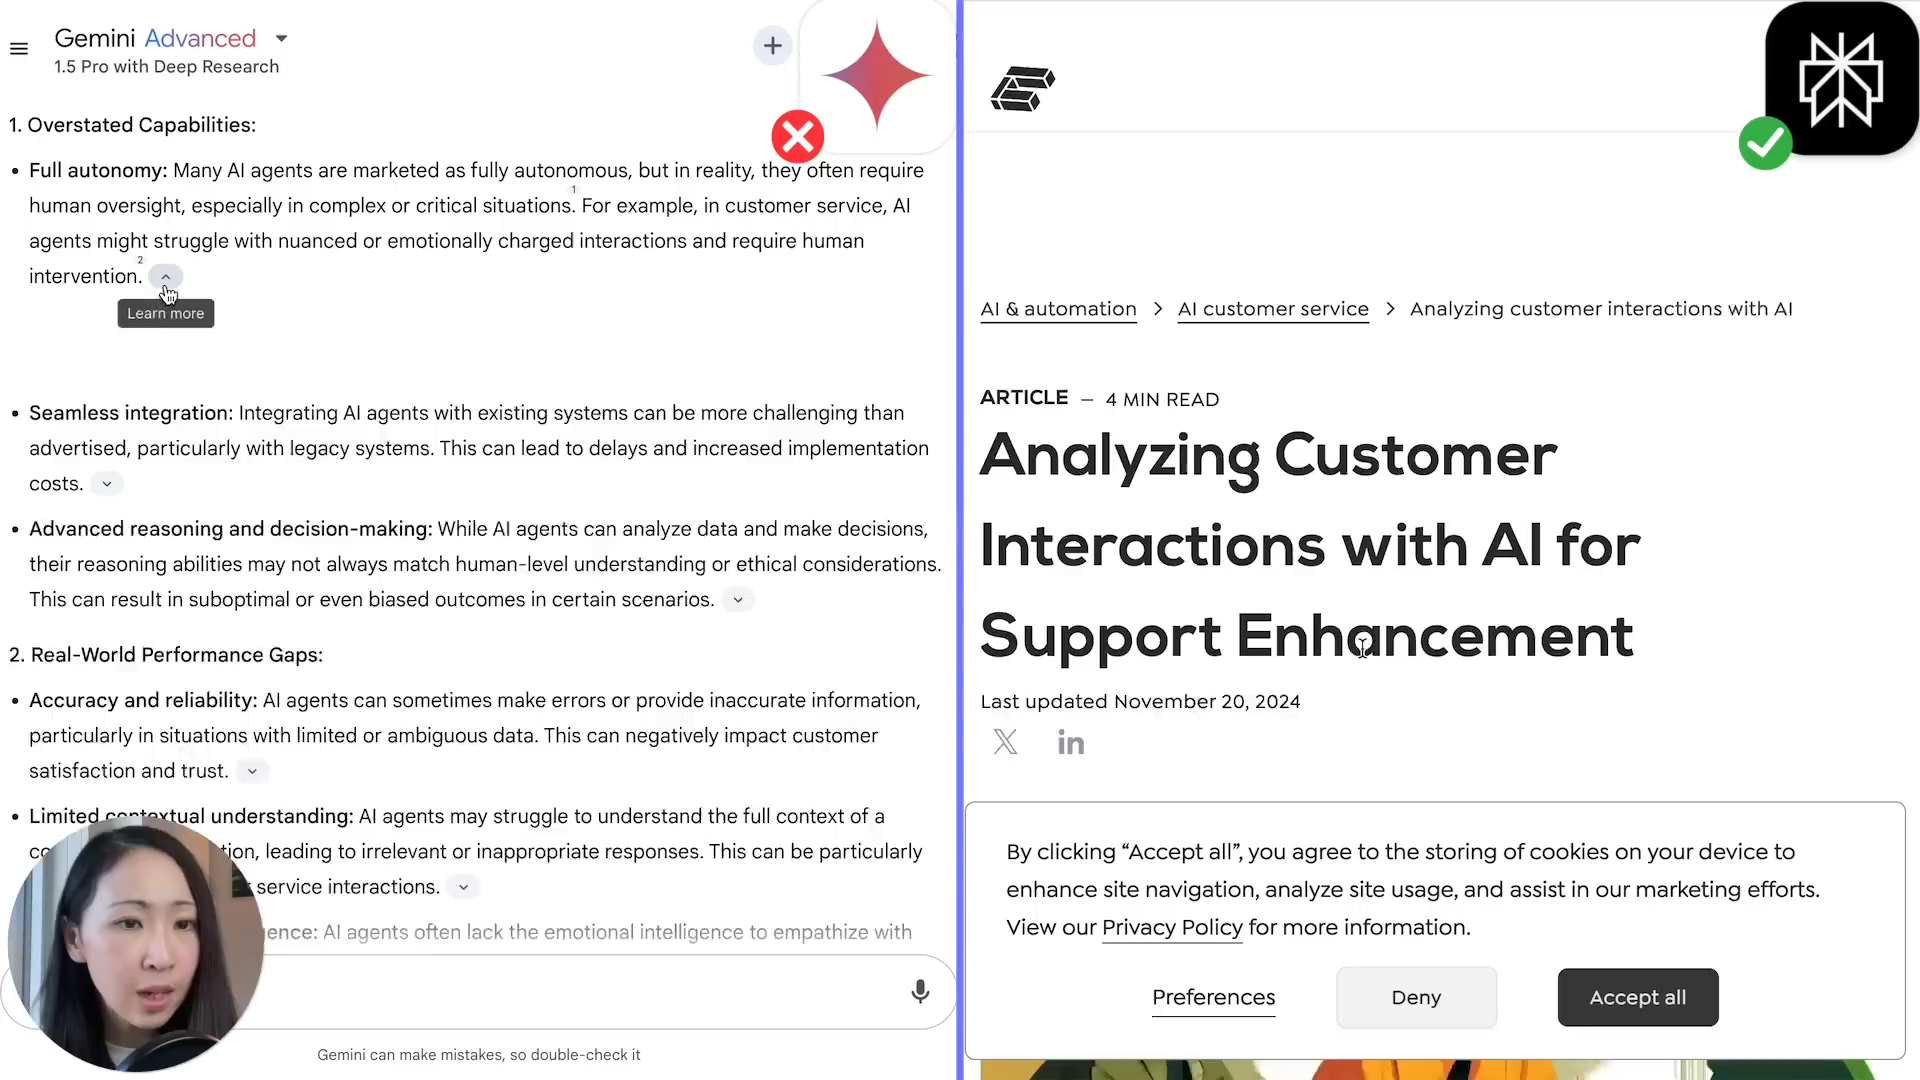 Gemini Advanced
1.5 Pro with Deep Research
1. Overstated Capabilities:
• Full autonomy: Many AI agents are marketed as fully autonomous, but in reality, they often require
human oversight, especially in complex or critical situations. 1 For example, in customer service, AI
agents might struggle with nuanced or emotionally charged interactions and require human
intervention. 2
Learn more
• Seamless integration: Integrating AI agents with existing systems can be more challenging than
advertised, particularly with legacy systems. This can lead to delays and increased implementation
costs.
• Advanced reasoning and decision-making: While AI agents can analyze data and make decisions,
their reasoning abilities may not always match human-level understanding or ethical considerations.
This can result in suboptimal or even biased outcomes in certain scenarios.
2. Real-World Performance Gaps:
• Accuracy and reliability: AI agents can sometimes make errors or provide inaccurate information,
particularly in situations with limited or ambiguous data. This can negatively impact customer
satisfaction and trust.
• Limited contextual understanding: AI agents may struggle to understand the full context of a
leading to irrelevant or inappropriate responses. This can be particularly
service interactions.
AI agents often lack the emotional intelligence to empathize with
Gemini can make mistakes, so double-check it
AI & automation > AI customer service > Analyzing customer interactions with AI
ARTICLE — 4 MIN READ
Analyzing Customer
Interactions with AI for
Support Enhancement
Last updated November 20, 2024
X in
By clicking “Accept all”, you agree to the storing of cookies on your device to
enhance site navigation, analyze site usage, and assist in our marketing efforts.
View our Privacy Policy for more information.
Preferences Deny Accept all